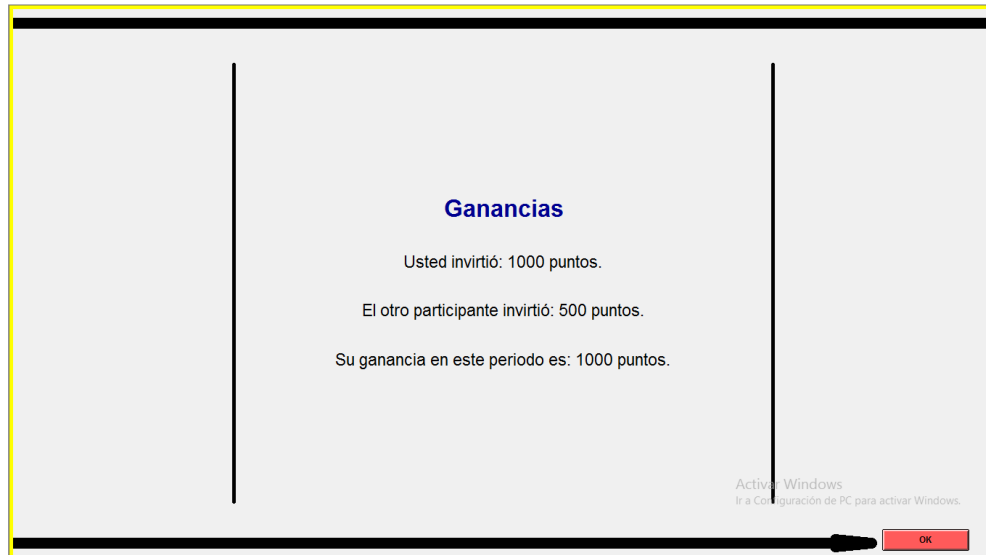 Ganancias
Usted invirtió: 1000 puntos.
El otro participante invirtió: 500 puntos.
Su ganancia en este periodo es: 1000 puntos.
Activar Windows
Ir a Configuración de PC para activar Windows.
OK